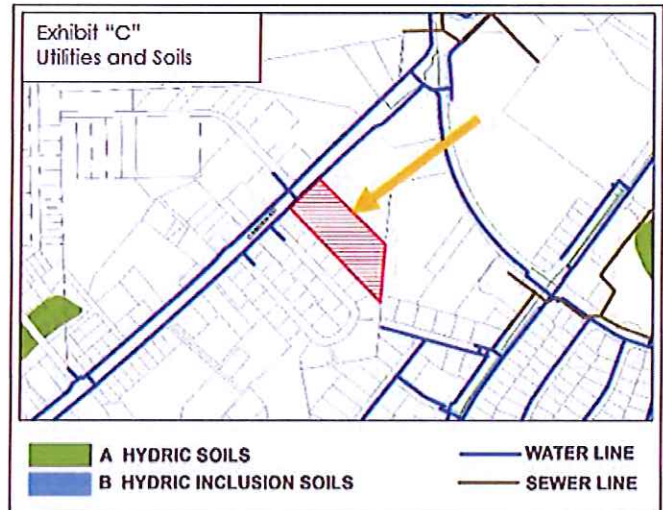 Exhibit "C"
Utilities and Soils
A HYDRIC SOILS
B HYDRIC INCLUSION SOILS
WATER LINE
SEWER LINE